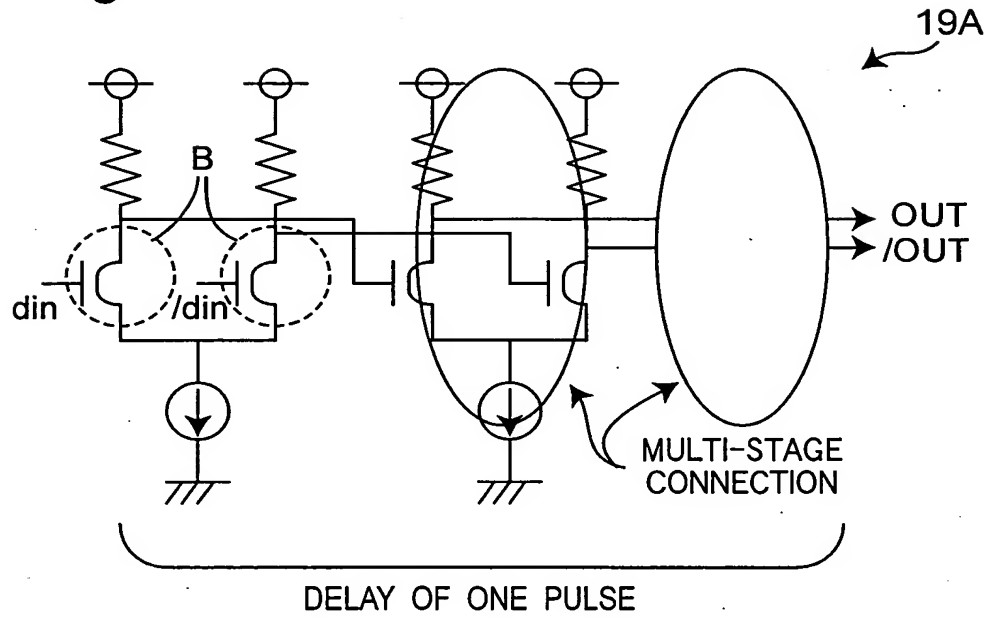 19A
B
OUT
/OUT
din
/din
MULTI-STAGE
CONNECTION
DELAY OF ONE PULSE